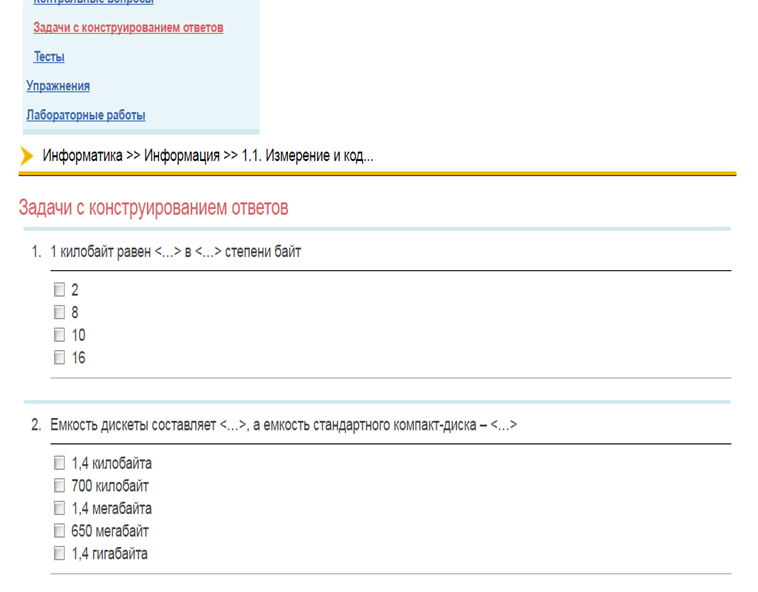 Контрольные вопросы
Задачи с конструированием ответов
Тесты
Упражнения
Лабораторные работы
Информатика >> Информация >> 1.1. Измерение и код...
Задачи с конструированием ответов
1. 1 килобайт равен <...> в <...> степени байт
2
8
10
16
2. Емкость дискеты составляет <...>, а емкость стандартного компакт-диска – <...>
1,4 килобайта
700 килобайт
1,4 мегабайта
650 мегабайт
1,4 гигабайта